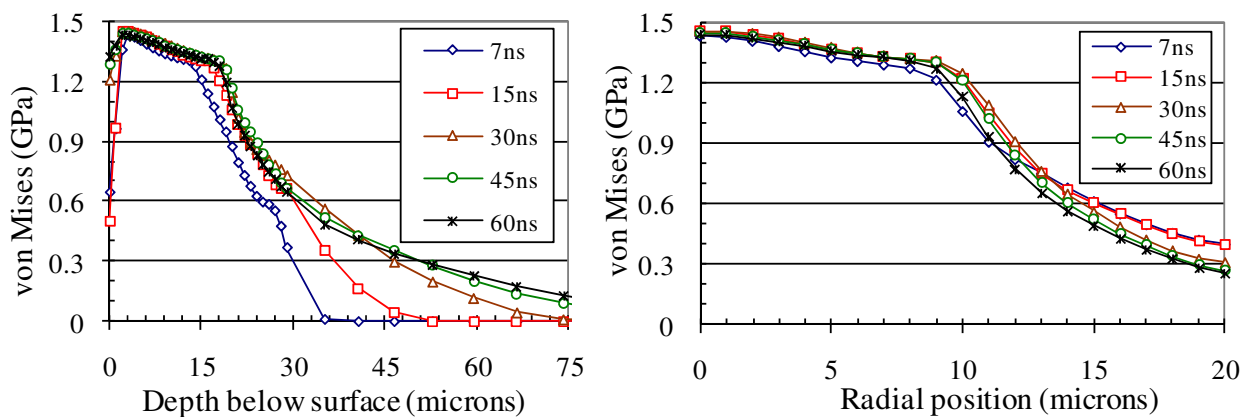 von Mises (GPa)
1.5
1.2
0.9
0.6
0.3
0
0 15 30 45 60 75
Depth below surface (microns)
7ns
15ns
30ns
45ns
60ns
von Mises (GPa)
1.5
1.2
0.9
0.6
0.3
0
0 5 10 15 20
Radial position (microns)
7ns
15ns
30ns
45ns
60ns